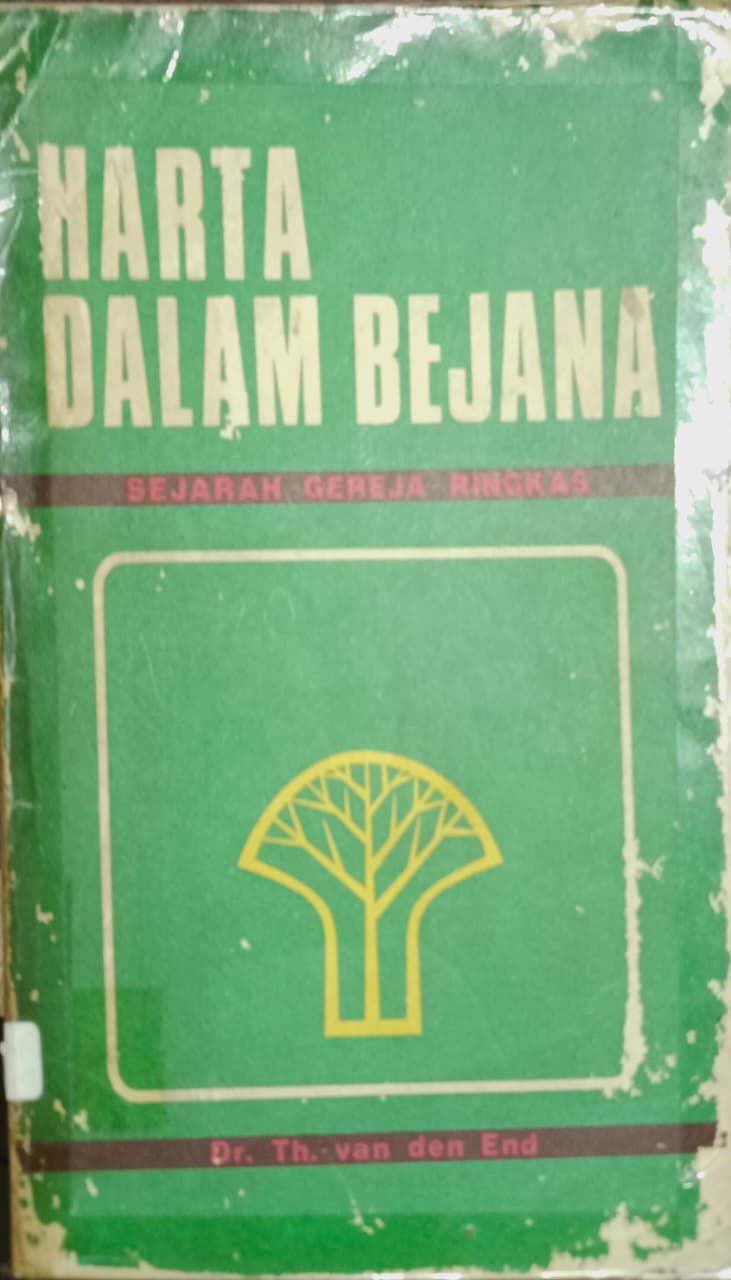 HARTA
DALAM BEJANA
SEJARAH GEREJA RINGKAS
Dr. Th. van den End